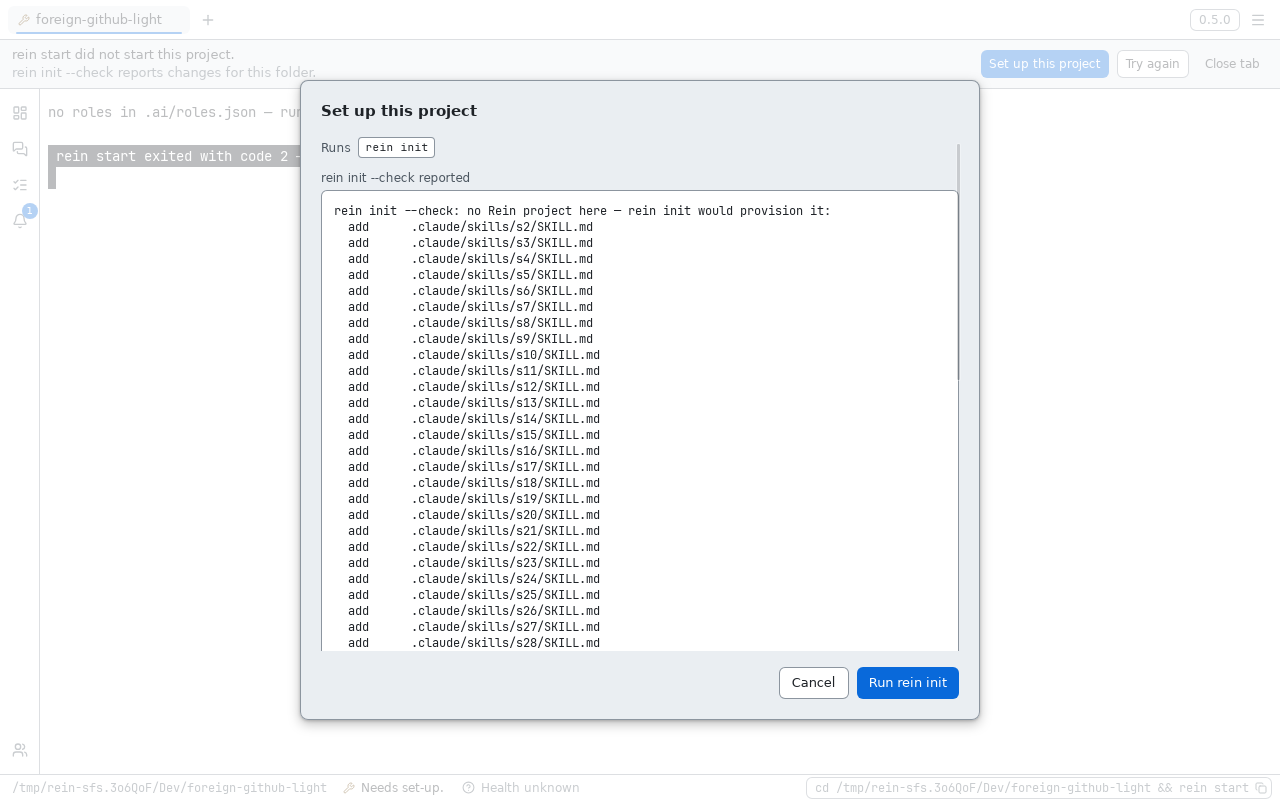 foreign-github-light
0.5.0
rein start did not start this project.
rein init --check reports changes for this folder.
Set up this project
Try again
Close tab
no roles in .ai/roles.json — run
rein start exited with code 2 -
1
Set up this project
Runs rein init
rein init --check reported
rein init --check: no Rein project here — rein init would provision it:
add .claude/skills/s2/SKILL.md
add .claude/skills/s3/SKILL.md
add .claude/skills/s4/SKILL.md
add .claude/skills/s5/SKILL.md
add .claude/skills/s6/SKILL.md
add .claude/skills/s7/SKILL.md
add .claude/skills/s8/SKILL.md
add .claude/skills/s9/SKILL.md
add .claude/skills/s10/SKILL.md
add .claude/skills/s11/SKILL.md
add .claude/skills/s12/SKILL.md
add .claude/skills/s13/SKILL.md
add .claude/skills/s14/SKILL.md
add .claude/skills/s15/SKILL.md
add .claude/skills/s16/SKILL.md
add .claude/skills/s17/SKILL.md
add .claude/skills/s18/SKILL.md
add .claude/skills/s19/SKILL.md
add .claude/skills/s20/SKILL.md
add .claude/skills/s21/SKILL.md
add .claude/skills/s22/SKILL.md
add .claude/skills/s23/SKILL.md
add .claude/skills/s24/SKILL.md
add .claude/skills/s25/SKILL.md
add .claude/skills/s26/SKILL.md
add .claude/skills/s27/SKILL.md
add .claude/skills/s28/SKILL.md
Cancel
Run rein init
/tmp/rein-sfs.3o6QoF/Dev/foreign-github-light
Needs set-up.
Health unknown
cd /tmp/rein-sfs.3o6QoF/Dev/foreign-github-light && rein start